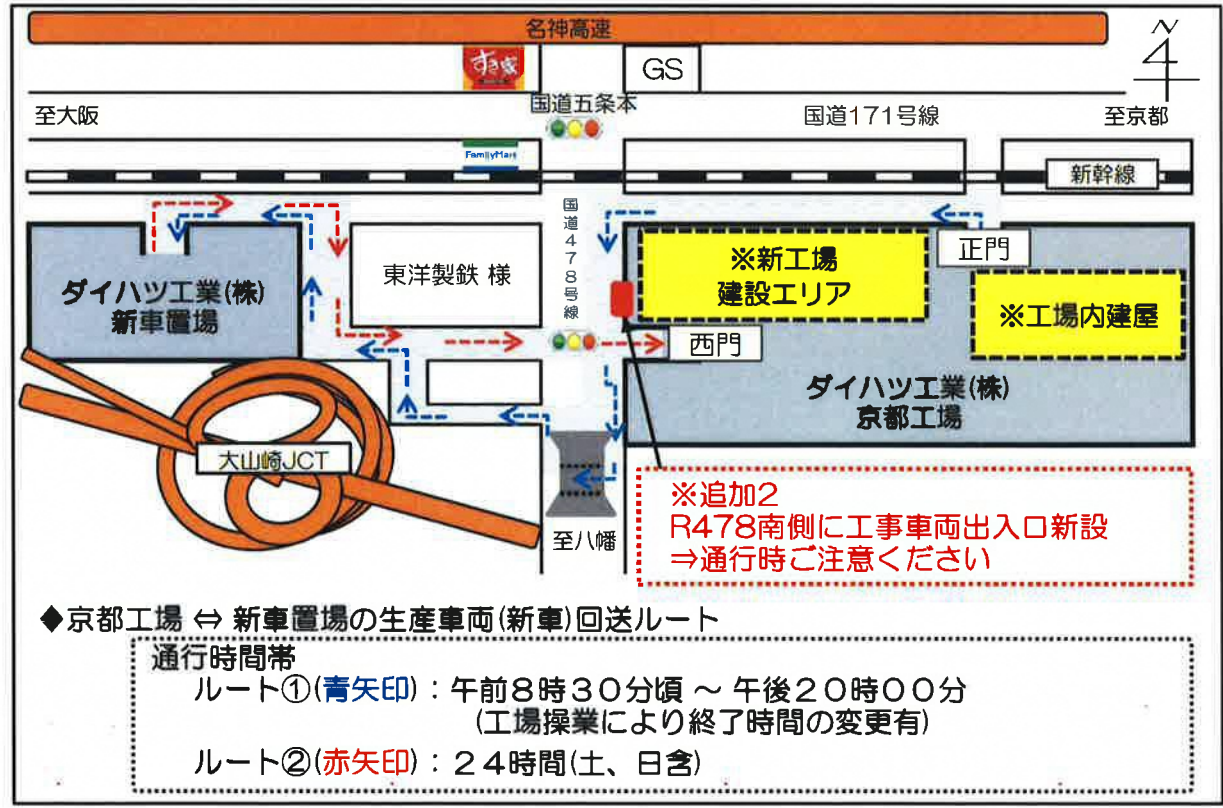 名神高速
すき家
GS
N
至大阪
国道五条本
国道171号線
至京都
FamilyMart
新幹線
国道478号線
正門
ダイハツ工業(株)
新車置場
東洋製鉄 様
※新工場
建設エリア
※工場内建屋
西門
ダイハツ工業(株)
京都工場
大山崎JCT
至八幡
※追加2
R478南側に工事車両出入口新設
⇒通行時ご注意ください
◆京都工場 ⇔ 新車置場の生産車両(新車)回送ルート
通行時間帯
ルート①(青矢印):午前8時30分頃 ~ 午後20時00分
(工場操業により終了時間の変更有)
ルート②(赤矢印):24時間(土、日含)